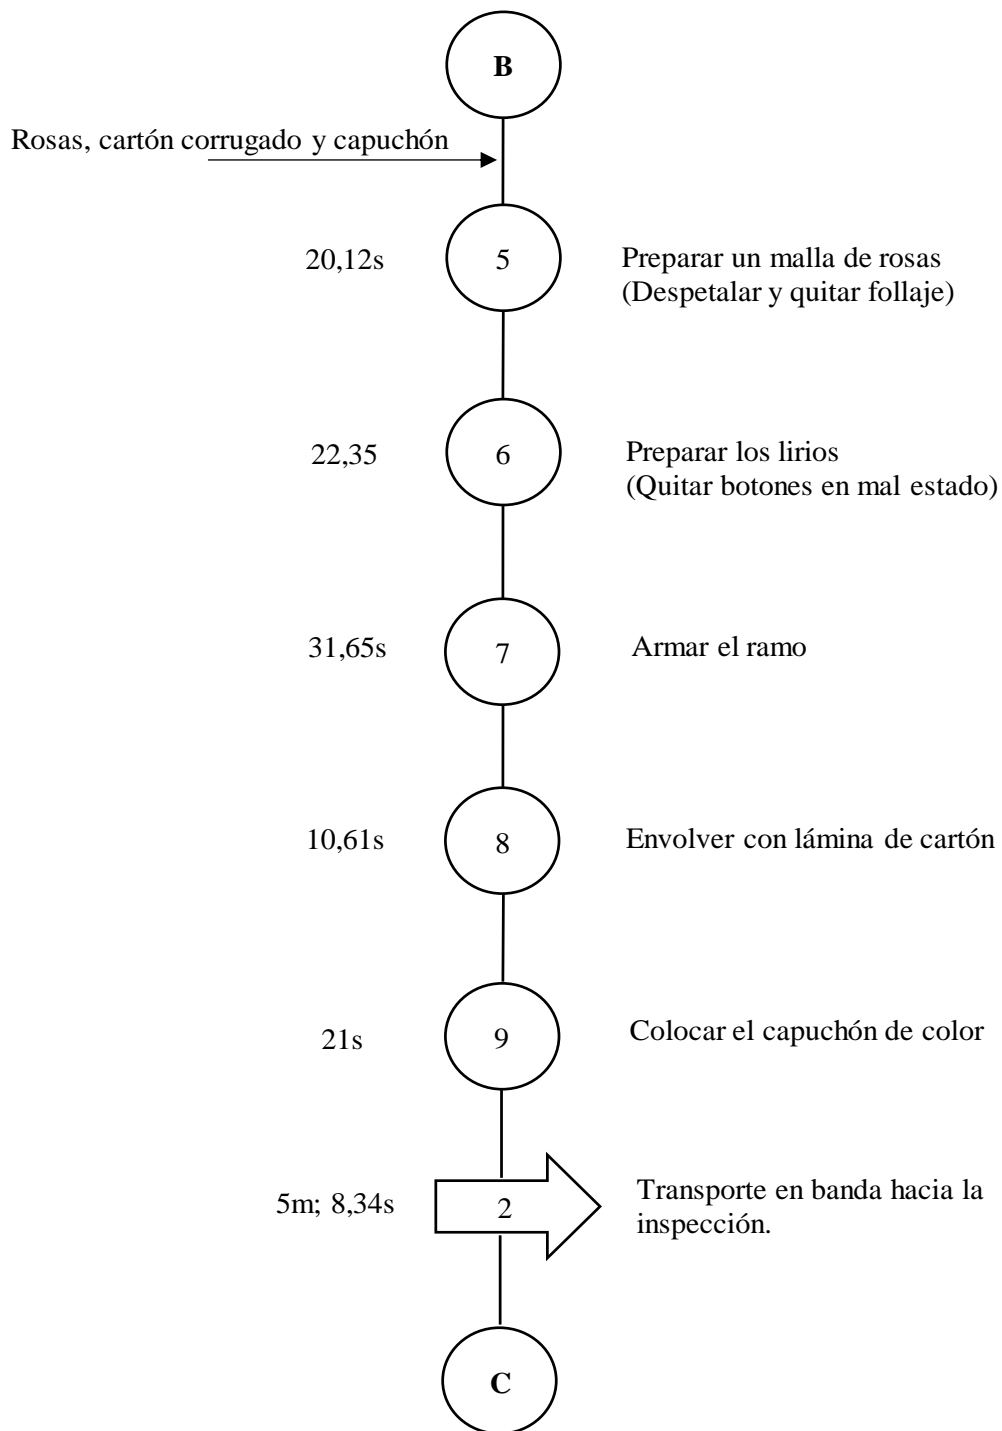 B
Rosas, cartón corrugado y capuchón
20,12s
5
Preparar un malla de rosas
(Despetalar y quitar follaje)
22,35
6
Preparar los lirios
(Quitar botones en mal estado)
31,65s
7
Armar el ramo
10,61s
8
Envolver con lámina de cartón
21s
9
Colocar el capuchón de color
5m; 8,34s
2
Transporte en banda hacia la
inspección.
C